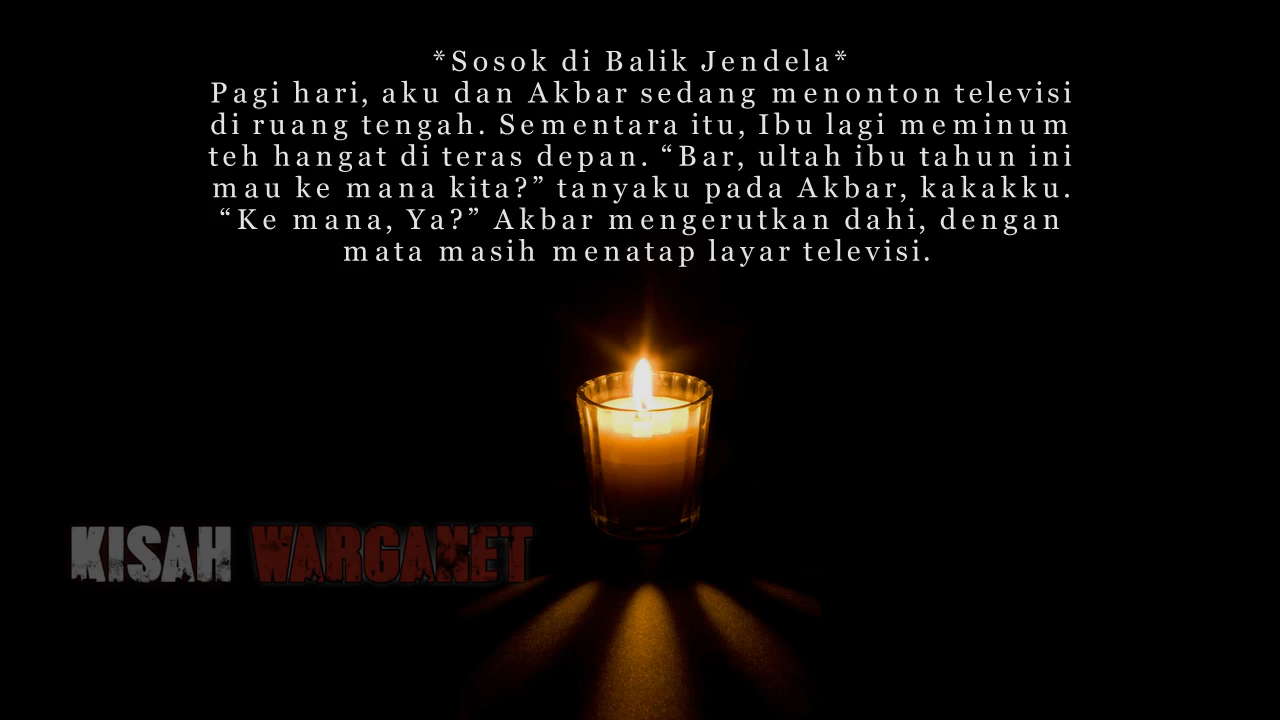 *Sosok di Balik Jendela*
Pagi hari, aku dan Akbar sedang menonton televisi
di ruang tengah. Sementara itu, Ibu lagi meminum
teh hangat di teras depan. “Bar, ultah ibu tahun ini
mau ke mana kita?” tanyaku pada Akbar, kakakku.
“Ke mana, Ya?” Akbar mengerutkan dahi, dengan
mata masih menatap layar televisi.
KISAH WARGANET